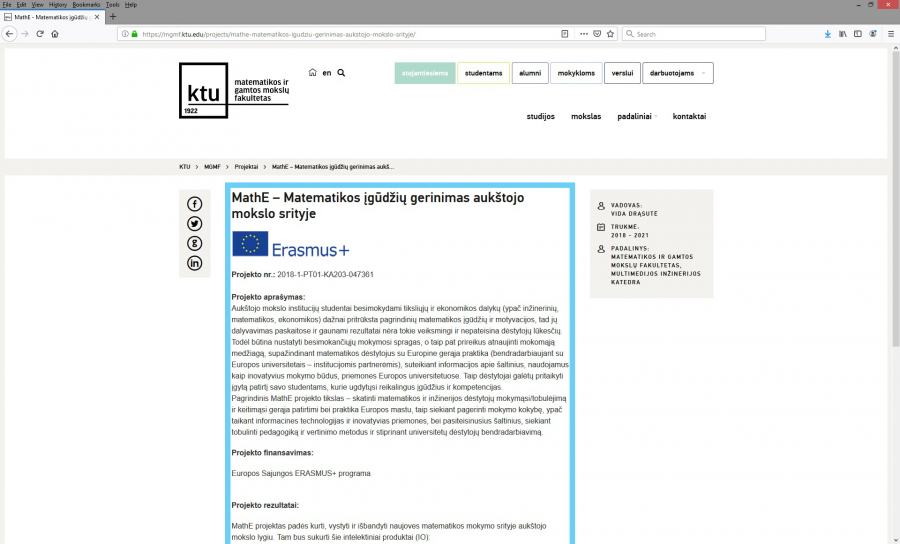 File Edit View History Bookmarks Tools Help
MathE - Matematikos įgūdžių
https://mgmf.ktu.edu/projects/mathe-matematikos-igudziu-gerinimas-aukstojo-mokslo-srityje/
Search
ktu
1922
matematikos ir
gamtos mokslų
fakultetas
en
stojantiesiems
studentams
alumni
mokykloms
verslui
darbuotojams
studijos
mokslas
padaliniai
kontaktai
KTU > MGMF > Projektai > MathE – Matematikos įgūdžių gerinimas aukš...
MathE – Matematikos įgūdžių gerinimas aukštojo
mokslo srityje
Erasmus+
Projekto nr.: 2018-1-PT01-KA203-047361
Projekto aprašymas:
Aukštojo mokslo institucijų studentai besimokydami tiksliųjų ir ekonomikos dalykų (ypač inžinerinių,
matematikos, ekonomikos) dažnai pritrūksta pagrindinių matematikos įgūdžių ir motyvacijos, tad jų
dalyvavimas paskaitose ir gaunami rezultatai nėra tokie veiksmingi ir nepateisina dėstytojų lūkesčių.
Todėl būtina nustatyti besimokančiųjų mokymosi spragas, o taip pat prireikus atnaujinti mokomąją
medžiagą, supažindinant matematikos dėstytojus su Europine gerąja praktika (bendradarbiaujant su
Europos universitetais – institucijomis partnerėmis), suteikiant informacijos apie šaltinius, naudojamus
kaip inovatyvius mokymo būdus, priemones Europos universitetuose. Taip dėstytojai galėtų pritaikyti
įgytą patirtį savo studentams, kurie ugdytųsi reikalingus įgūdžius ir kompetencijas.
Pagrindinis MathE projekto tikslas – skatinti matematikos ir inžinerijos dėstytojų mokymąsi/tobulėjimą
ir keitimąsi gerąja patirtimi bei praktika Europos mastu, taip siekiant pagerinti mokymo kokybę, ypač
taikant informacines technologijas ir inovatyvias priemones, bei pasiteisinusius šaltinius, siekiant
tobulinti pedagogiką ir vertinimo metodus ir stiprinant universitetų dėstytojų bendradarbiavimą.
Projekto finansavimas:
Europos Sąjungos ERASMUS+ programa
Projekto rezultatai:
MathE projektas padės kurti, vystyti ir išbandyti naujoves matematikos mokymo srityje aukštojo
mokslo lygiu. Tam bus sukurti šie intelektiniai produktai (IO):
VADOVAS:
VIDA DRĄSUTĖ
TRUKMĖ:
2018 - 2021
PADALINYS:
MATEMATIKOS IR GAMTOS
MOKSLŲ FAKULTETAS,
MULTIMEDIJOS INŽINERIJOS
KATEDRA